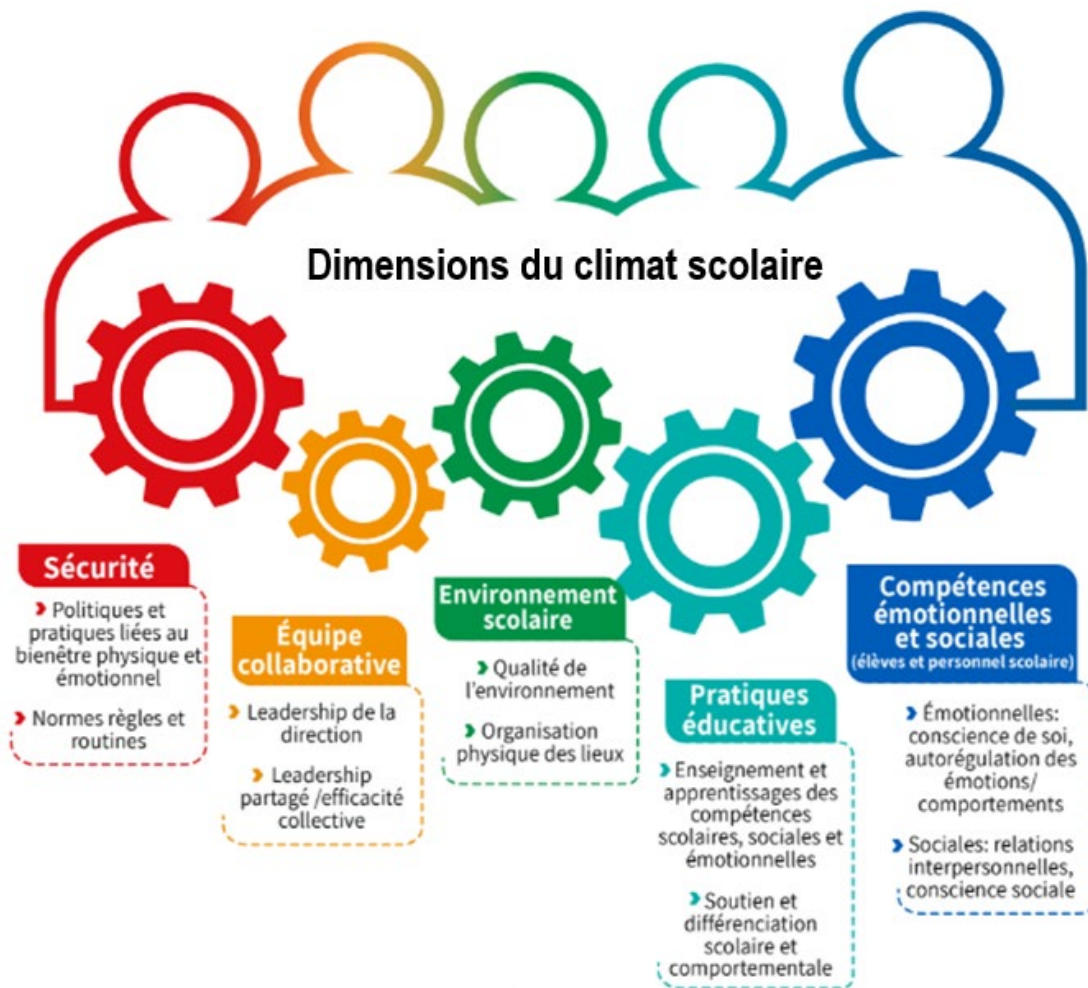 Dimensions du climat scolaire
Sécurité
› Politiques et
pratiques liées au
bienêtre physique et
émotionnel
› Normes règles et
routines
Équipe
collaborative
› Leadership de la
direction
› Leadership
partagé /efficacité
collective
Environnement
scolaire
› Qualité de
l'environnement
› Organisation
physique des lieux
Pratiques
éducatives
› Enseignement et
apprentissages des
compétences
scolaires, sociales et
émotionnelles
› Soutien et
différenciation
scolaire et
comportementale
Compétences
émotionnelles
et sociales
(élèves et personnel scolaire)
› Émotionnelles:
conscience de soi,
autorégulation des
émotions/
comportements
› Sociales: relations
interpersonnelles,
conscience sociale